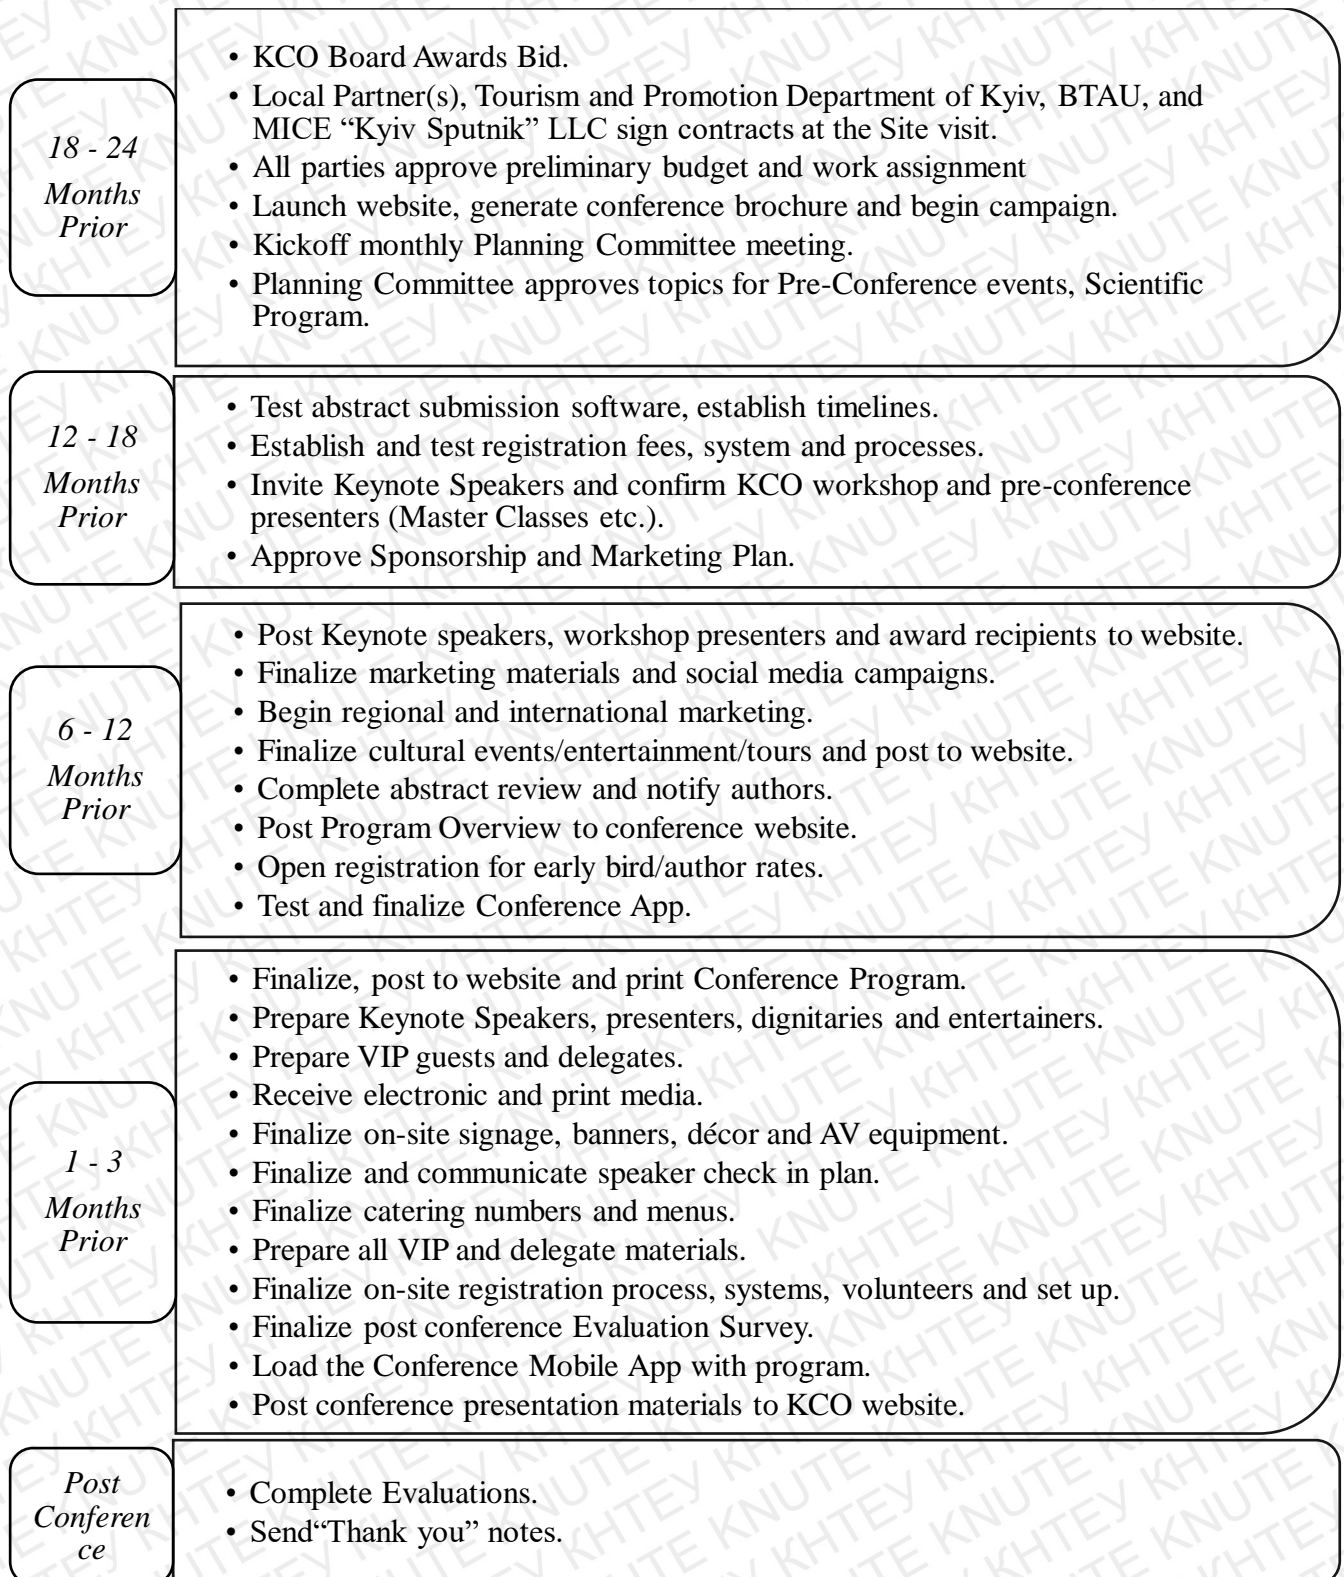 18 - 24
Months
Prior
• KCO Board Awards Bid.
• Local Partner(s), Tourism and Promotion Department of Kyiv, BTAU, and
MICE “Kyiv Sputnik” LLC sign contracts at the Site visit.
• All parties approve preliminary budget and work assignment
• Launch website, generate conference brochure and begin campaign.
• Kickoff monthly Planning Committee meeting.
• Planning Committee approves topics for Pre-Conference events, Scientific
Program.
12 - 18
Months
Prior
• Test abstract submission software, establish timelines.
• Establish and test registration fees, system and processes.
• Invite Keynote Speakers and confirm KCO workshop and pre-conference
presenters (Master Classes etc.).
• Approve Sponsorship and Marketing Plan.
6 - 12
Months
Prior
• Post Keynote speakers, workshop presenters and award recipients to website.
• Finalize marketing materials and social media campaigns.
• Begin regional and international marketing.
• Finalize cultural events/entertainment/tours and post to website.
• Complete abstract review and notify authors.
• Post Program Overview to conference website.
• Open registration for early bird/author rates.
• Test and finalize Conference App.
1 - 3
Months
Prior
• Finalize, post to website and print Conference Program.
• Prepare Keynote Speakers, presenters, dignitaries and entertainers.
• Prepare VIP guests and delegates.
• Receive electronic and print media.
• Finalize on-site signage, banners, décor and AV equipment.
• Finalize and communicate speaker check in plan.
• Finalize catering numbers and menus.
• Prepare all VIP and delegate materials.
• Finalize on-site registration process, systems, volunteers and set up.
• Finalize post conference Evaluation Survey.
• Load the Conference Mobile App with program.
• Post conference presentation materials to KCO website.
Post
Conferen
ce
• Complete Evaluations.
• Send“Thank you” notes.